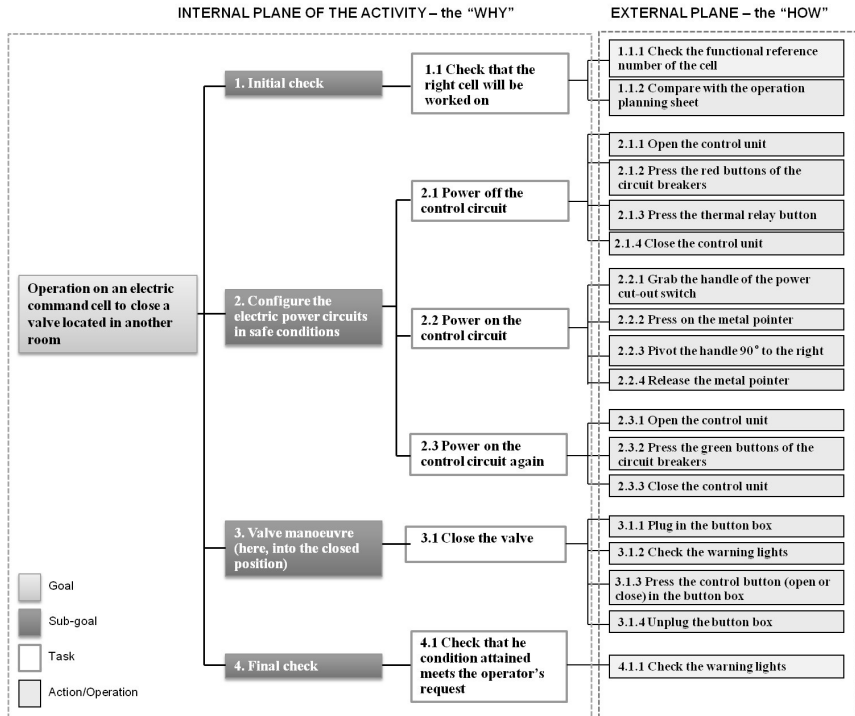 INTERNAL PLANE OF THE ACTIVITY – the “WHY”
EXTERNAL PLANE – the “HOW”
Operation on an electric
command cell to close a
valve located in another
room
1. Initial check
1.1 Check that the
right cell will be
worked on
1.1.1 Check the functional reference
number of the cell
1.1.2 Compare with the operation
planning sheet
2. Configure the
electric power circuits
in safe conditions
2.1 Power off the
control circuit
2.1.1 Open the control unit
2.1.2 Press the red buttons of the
circuit breakers
2.1.3 Press the thermal relay button
2.1.4 Close the control unit
2.2 Power on the
control circuit
2.2.1 Grab the handle of the power
cut-out switch
2.2.2 Press on the metal pointer
2.2.3 Pivot the handle 90° to the right
2.2.4 Release the metal pointer
2.3 Power on the
control circuit again
2.3.1 Open the control unit
2.3.2 Press the green buttons of the
circuit breakers
2.3.3 Close the control unit
3. Valve manoeuvre
(here, into the closed
position)
3.1 Close the valve
3.1.1 Plug in the button box
3.1.2 Check the warning lights
3.1.3 Press the control button (open or
close) in the button box
3.1.4 Unplug the button box
4. Final check
4.1 Check that he
condition attained
meets the operator’s
request
4.1.1 Check the warning lights
Goal
Sub-goal
Task
Action/Operation